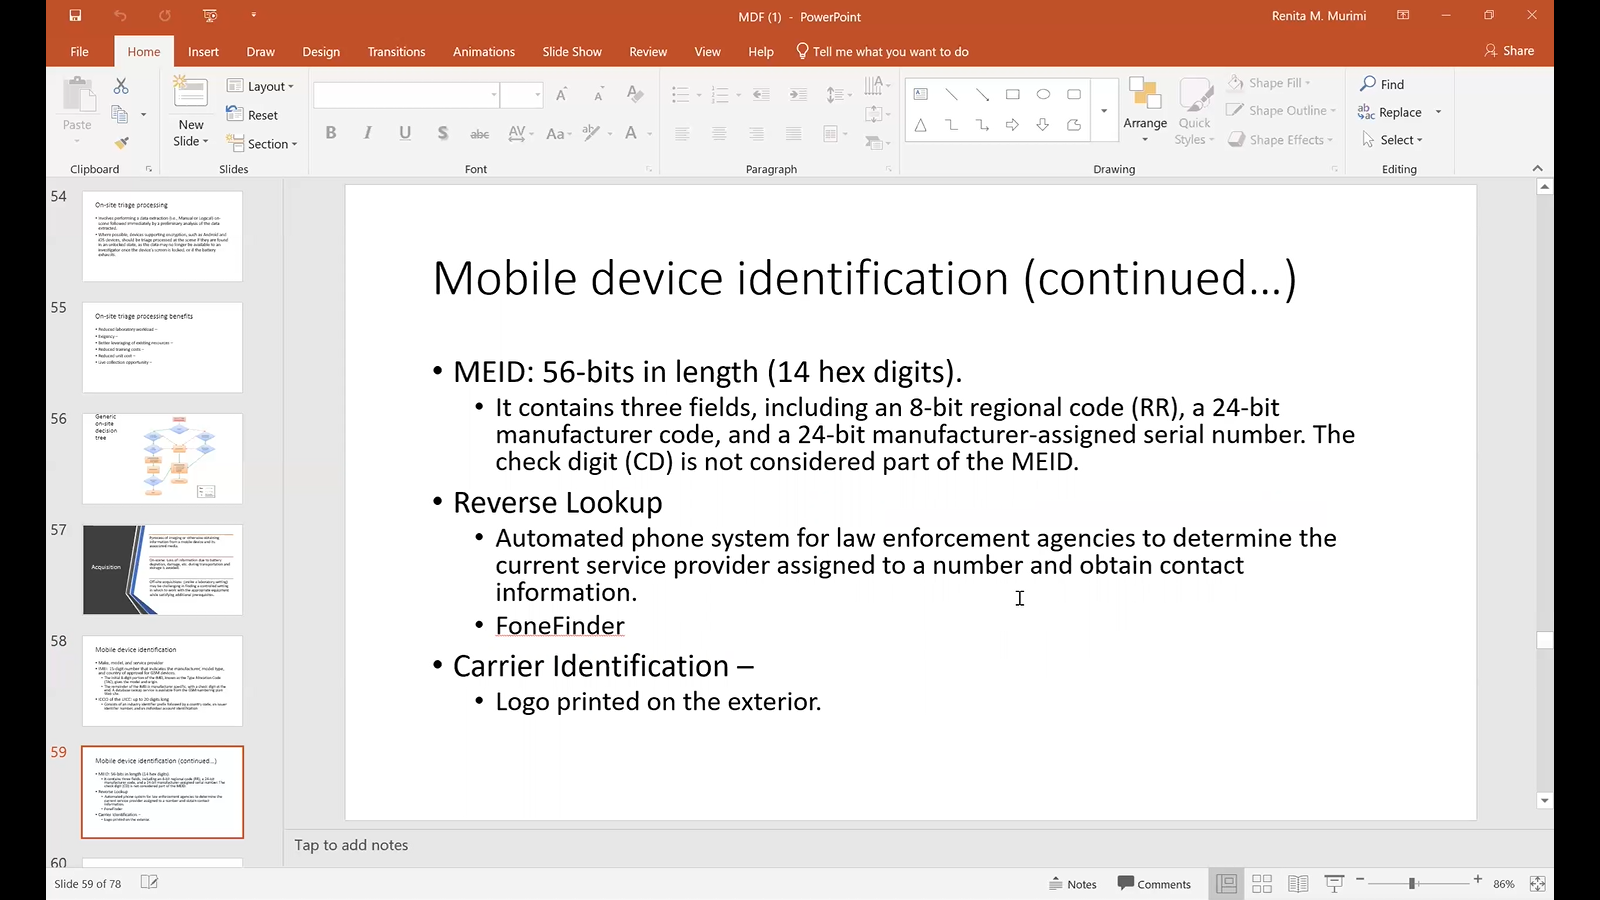 MDF (1) - PowerPoint
Renita M. Murimi
File Home Insert Draw Design Transitions Animations Slide Show Review View Help Tell me what you want to do Share
Paste
Clipboard
New Slide
Layout
Reset
Section
Slides
B I U S abc AV Aa A
Font
Paragraph
Arrange
Quick Styles
Shape Fill
Shape Outline
Shape Effects
Drawing
Find
Replace
Select
Editing
54
On-site triage processing
55
On-site triage processing benefits
56
Generic
on-site
decision
tree
57
Acquisition
58
Mobile device identification
59
Mobile device identification (continued...)
60
Mobile device identification (continued...)
• MEID: 56-bits in length (14 hex digits).
• It contains three fields, including an 8-bit regional code (RR), a 24-bit
manufacturer code, and a 24-bit manufacturer-assigned serial number. The
check digit (CD) is not considered part of the MEID.
• Reverse Lookup
• Automated phone system for law enforcement agencies to determine the
current service provider assigned to a number and obtain contact
information.
• FoneFinder
• Carrier Identification –
• Logo printed on the exterior.
Tap to add notes
Slide 59 of 78
Notes
Comments
86%